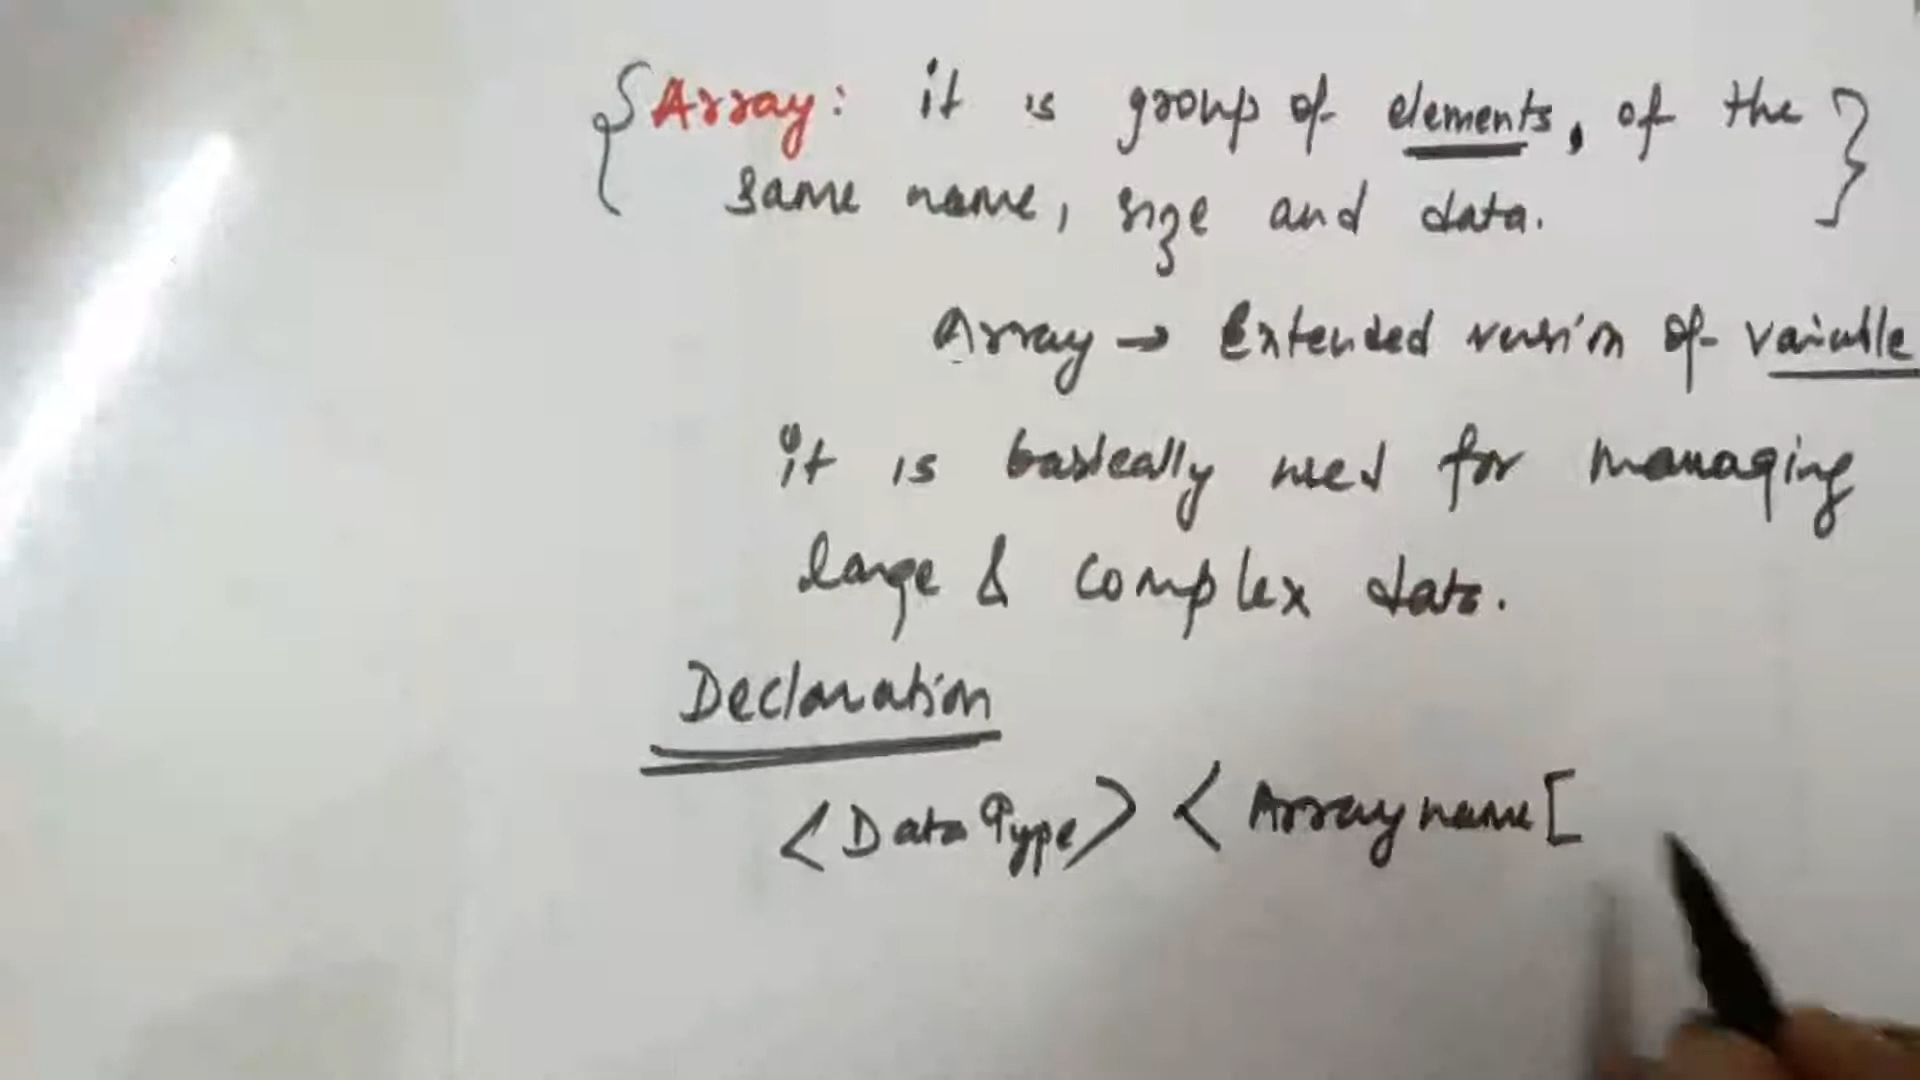 { Array: it is group of elements, of the }
same name, size and data.
Array → Extended version of variable
it is basically used for managing
large & complex data.
Declaration
<Data Type> < Array name [